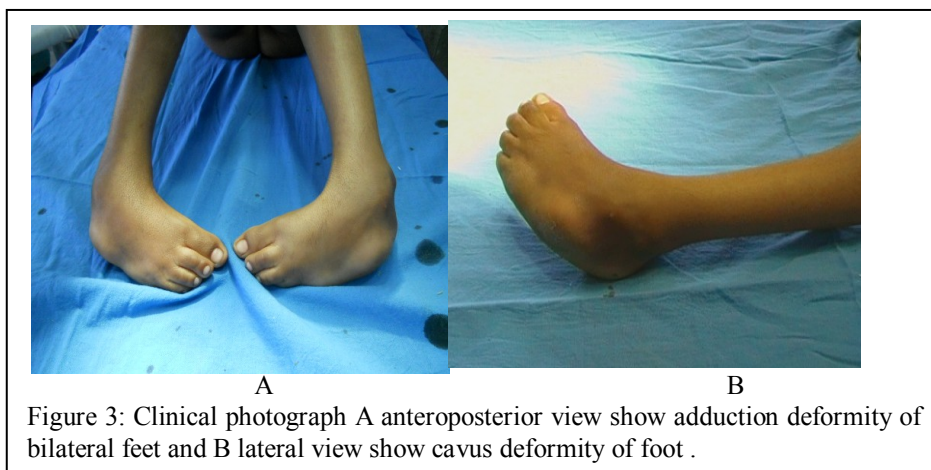 A B
Figure 3: Clinical photograph A anteroposterior view show adduction deformity of
bilateral feet and B lateral view show cavus deformity of foot .